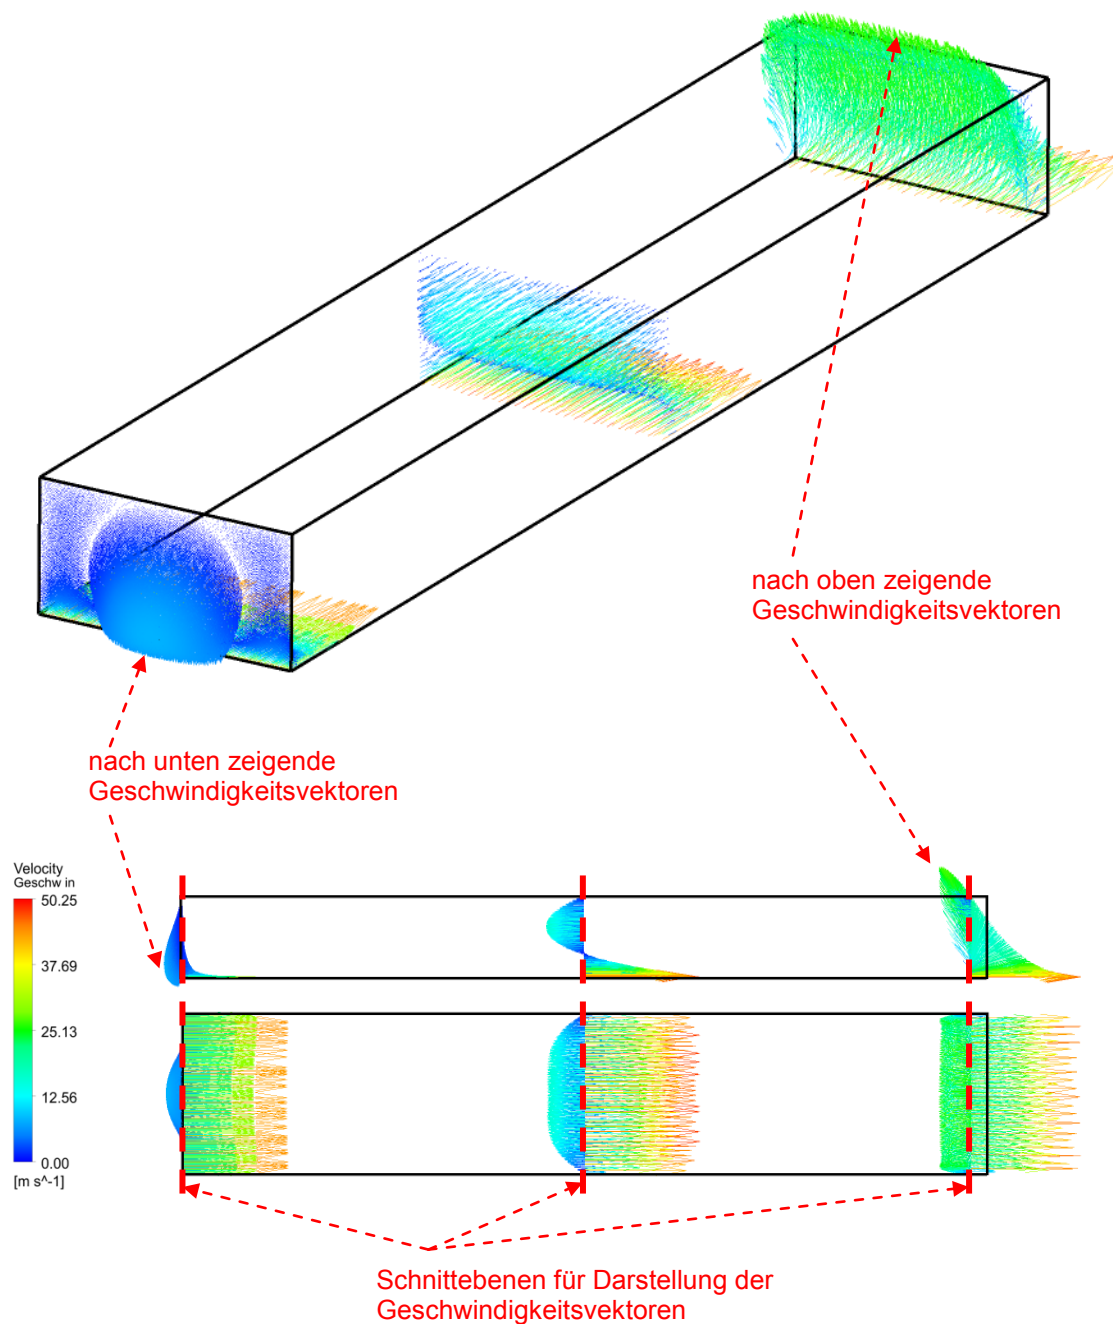 nach oben zeigende
Geschwindigkeitsvektoren
nach unten zeigende
Geschwindigkeitsvektoren
Velocity
Geschw in
50.25
37.69
25.13
12.56
0.00
[m s^-1]
Schnittebenen für Darstellung der
Geschwindigkeitsvektoren